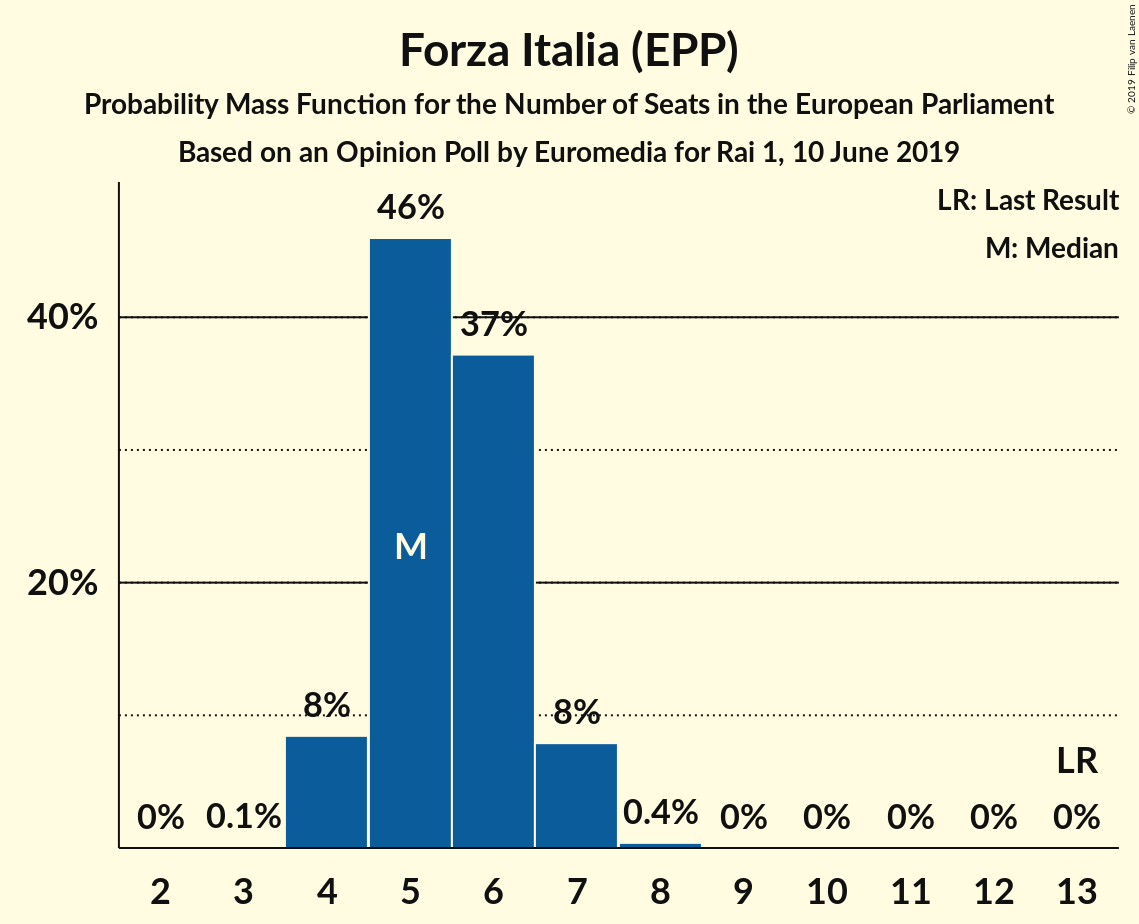 Forza Italia (EPP)
Probability Mass Function for the Number of Seats in the European Parliament
Based on an Opinion Poll by Euromedia for Rai 1, 10 June 2019
© 2019 Filip van Laenen
LR: Last Result
M: Median
40%
20%
46%
37%
M
8%
8%
LR
0%
0.1%
0.4%
0%
0%
0%
0%
0%
2 3 4 5 6 7 8 9 10 11 12 13